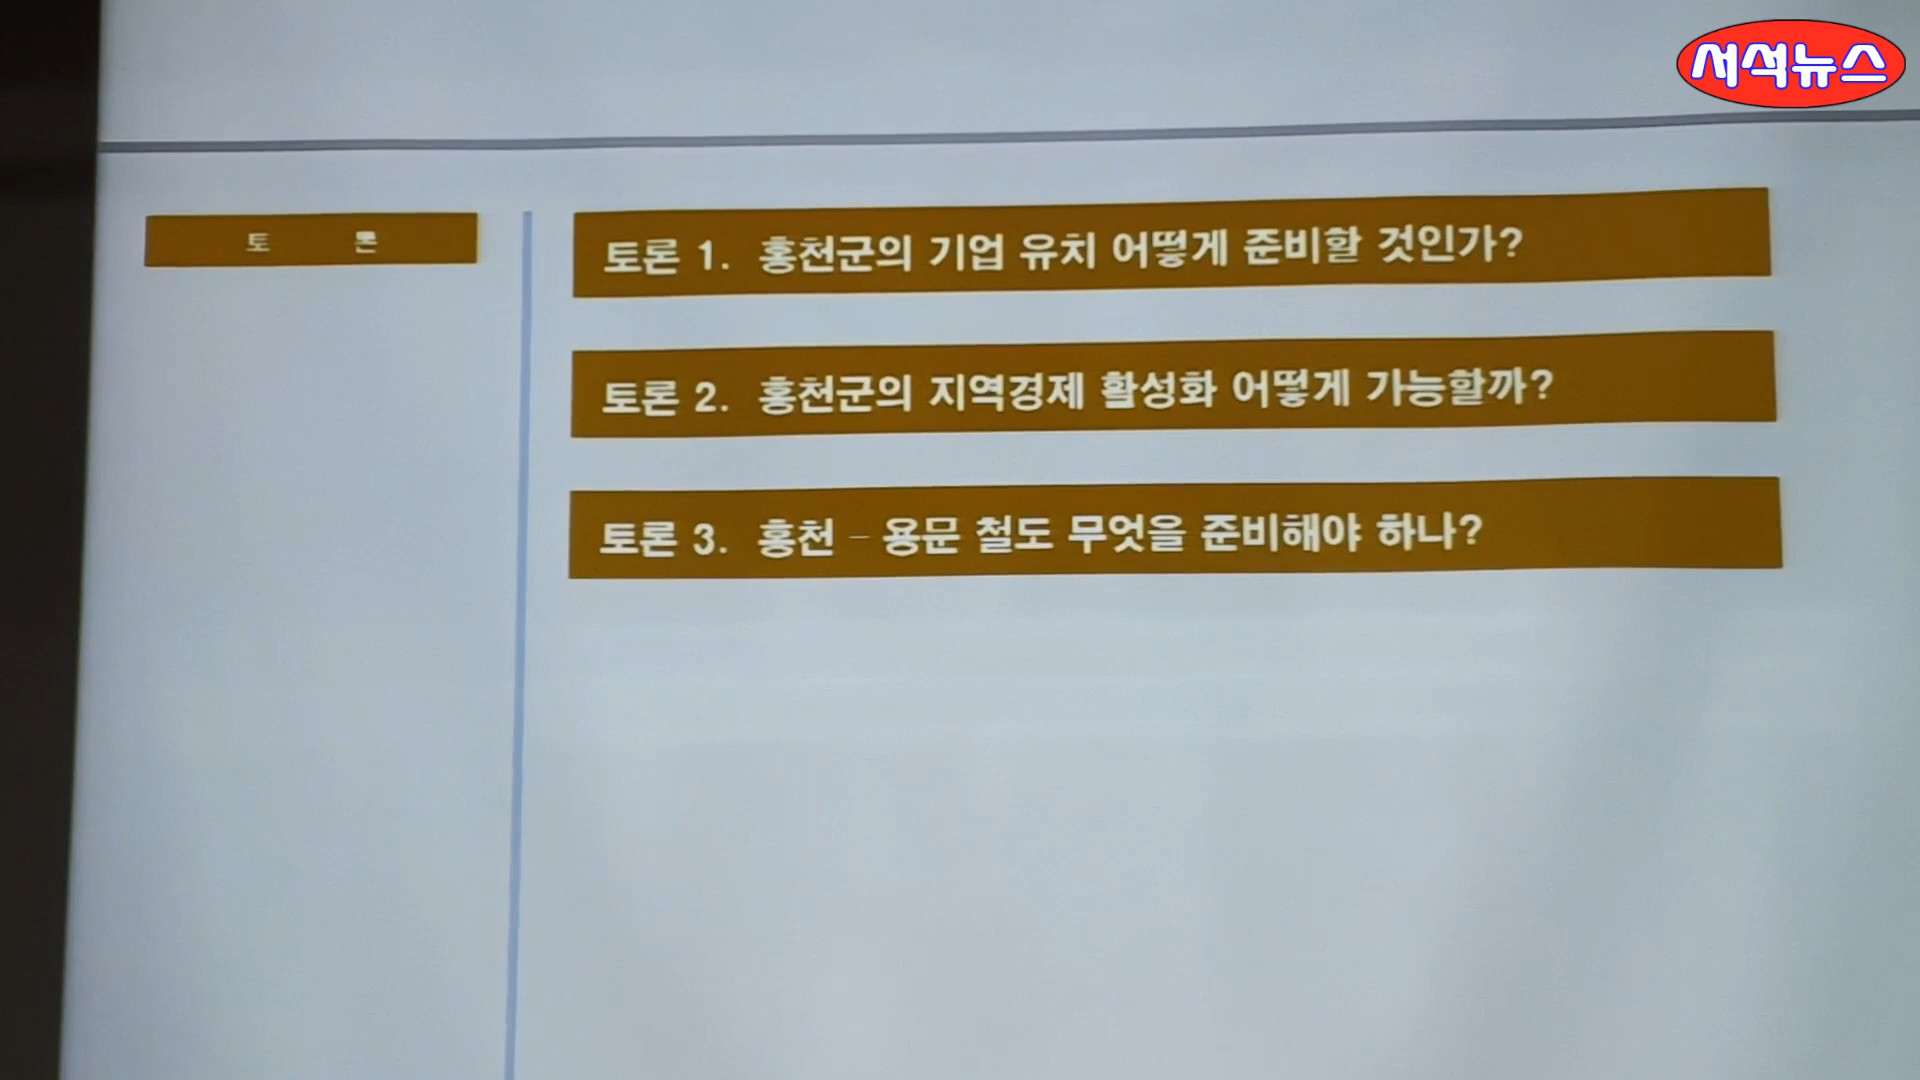 서석뉴스
토 론
토론 1. 홍천군의 기업 유치 어떻게 준비할 것인가?
토론 2. 홍천군의 지역경제 활성화 어떻게 가능할까?
토론 3. 홍천 - 용문 철도 무엇을 준비해야 하나?